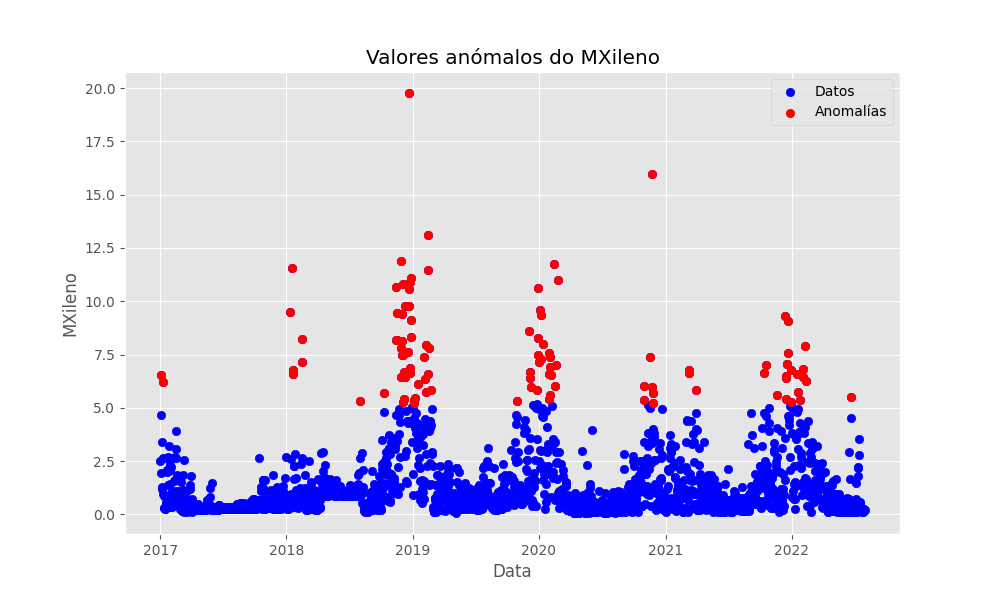 Valores anómalos do MXileno
Datos
Anomalías
MXileno
20.0
17.5
15.0
12.5
10.0
7.5
5.0
2.5
0.0
2017 2018 2019 2020 2021 2022
Data